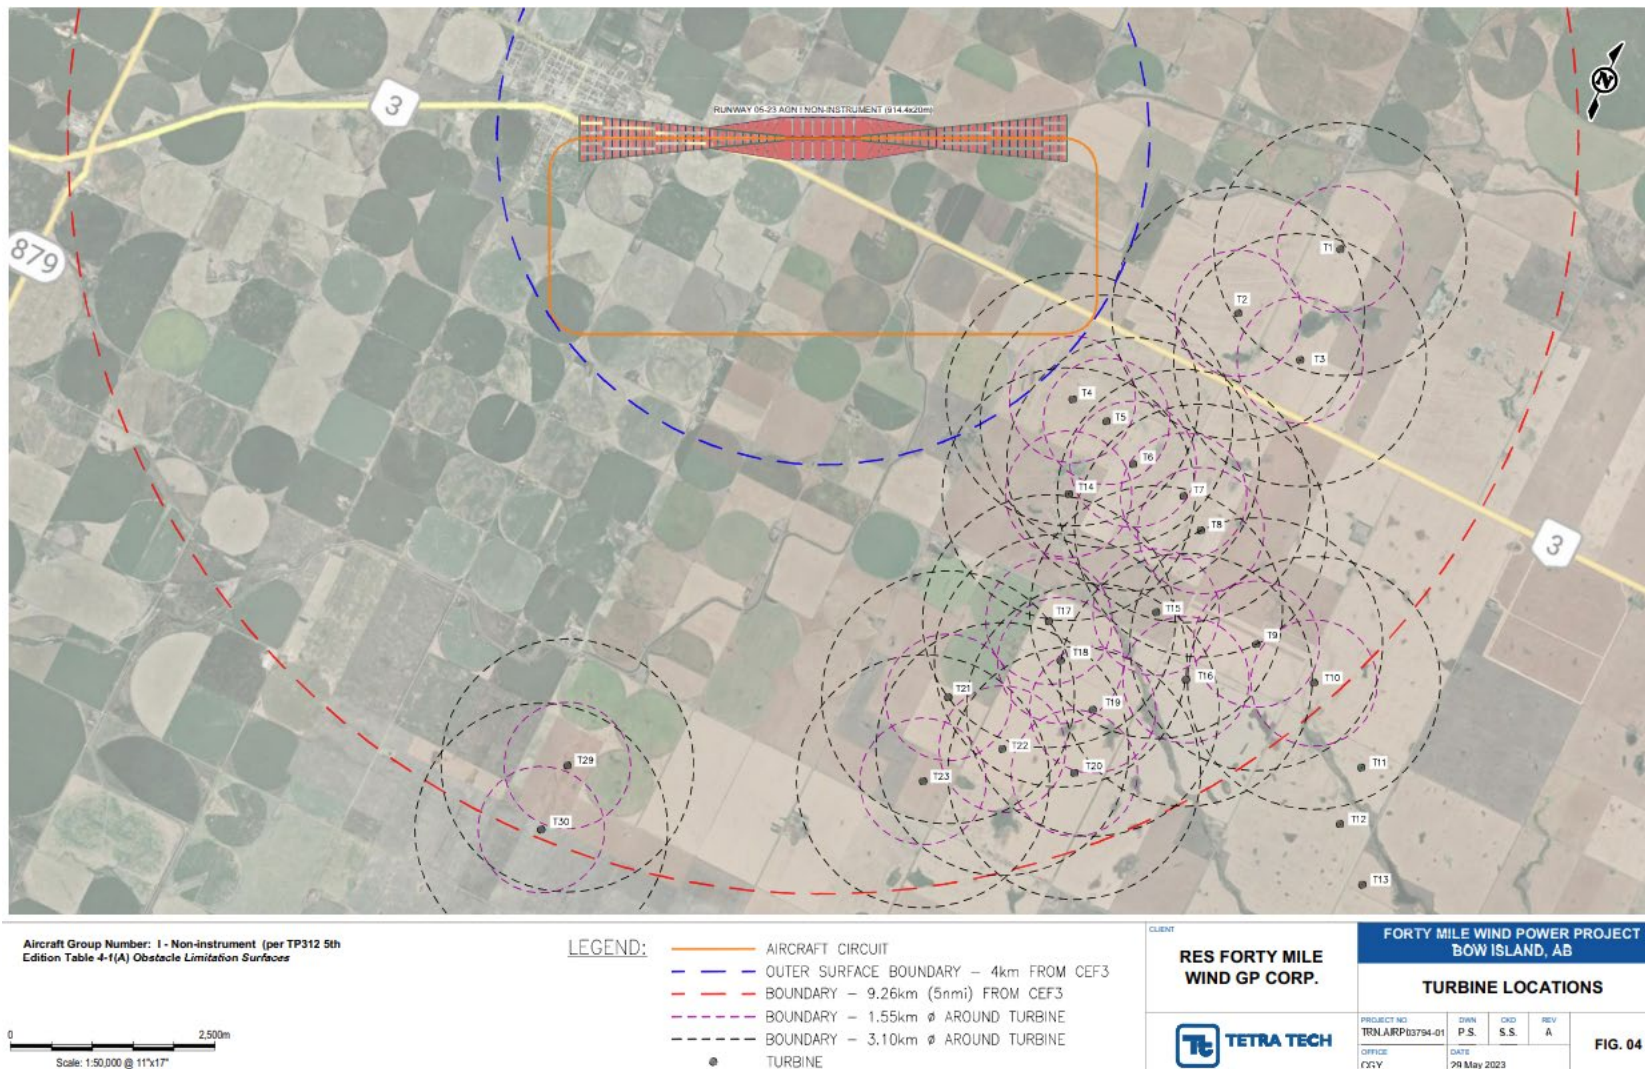 RUNWAY 05-23 AGN I NON-INSTRUMENT (914.4x20m)
3
N
879
T1
T2
T3
T4
T5
T6
T14
T7
T8
3
T17
T15
T9
T18
T16
T10
T21
T19
T22
T11
T29
T23
T20
T30
T12
T13
Aircraft Group Number: I - Non-instrument (per TP312 5th
Edition Table 4-1(A) Obstacle Limitation Surfaces
0 2,500m
Scale: 1:50,000 @ 11"x17"
LEGEND:
AIRCRAFT CIRCUIT
OUTER SURFACE BOUNDARY – 4km FROM CEF3
BOUNDARY – 9.26km (5nmi) FROM CEF3
BOUNDARY – 1.55km ø AROUND TURBINE
BOUNDARY – 3.10km ø AROUND TURBINE
TURBINE
CLIENT
RES FORTY MILE
WIND GP CORP.
Tt TETRA TECH
FORTY MILE WIND POWER PROJECT
BOW ISLAND, AB
TURBINE LOCATIONS
PROJECT NO. DWN CKD REV
TRN.AIRP03794-01 P.S. S.S. A
OFFICE DATE
CGY 29 May 2023
FIG. 04